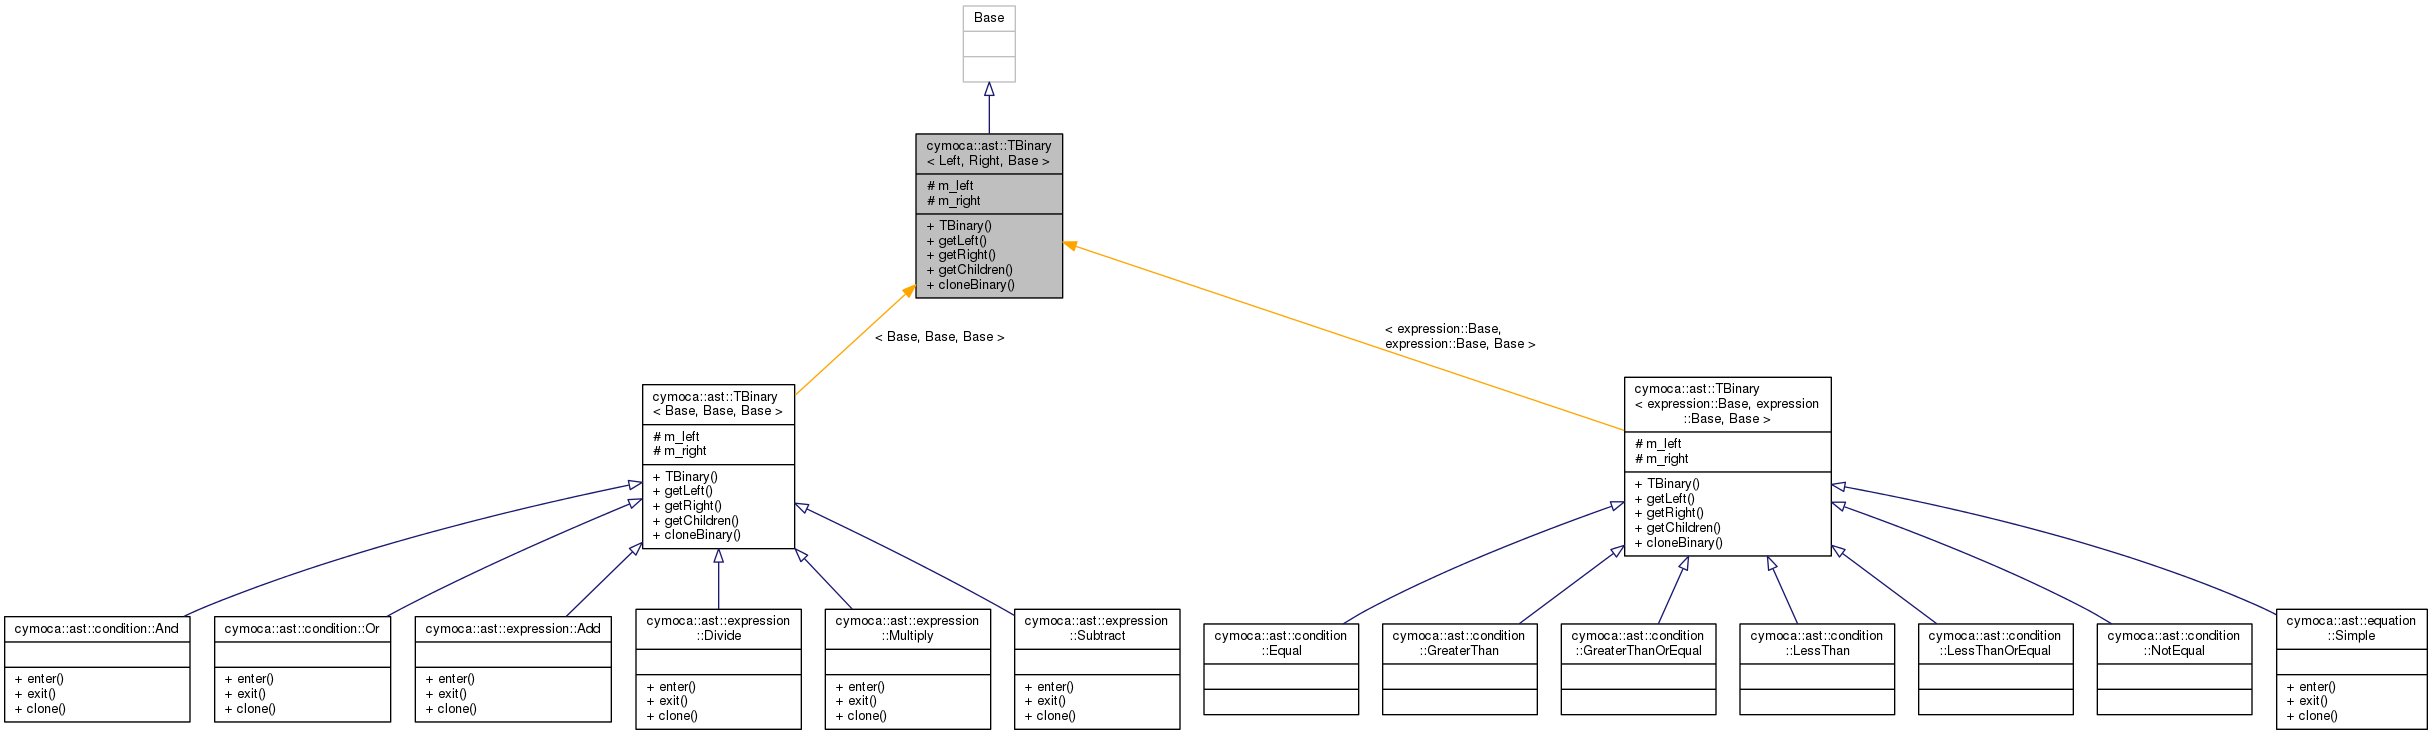 Base
cymoca::ast::TBinary
< Left, Right, Base >
# m_left
# m_right
+ TBinary()
+ getLeft()
+ getRight()
+ getChildren()
+ cloneBinary()
< Base, Base, Base >
< expression::Base,
expression::Base, Base >
cymoca::ast::TBinary
< Base, Base, Base >
# m_left
# m_right
+ TBinary()
+ getLeft()
+ getRight()
+ getChildren()
+ cloneBinary()
cymoca::ast::TBinary
< expression::Base, expression
::Base, Base >
# m_left
# m_right
+ TBinary()
+ getLeft()
+ getRight()
+ getChildren()
+ cloneBinary()
cymoca::ast::condition::And
+ enter()
+ exit()
+ clone()
cymoca::ast::condition::Or
+ enter()
+ exit()
+ clone()
cymoca::ast::expression::Add
+ enter()
+ exit()
+ clone()
cymoca::ast::expression
::Divide
+ enter()
+ exit()
+ clone()
cymoca::ast::expression
::Multiply
+ enter()
+ exit()
+ clone()
cymoca::ast::expression
::Subtract
+ enter()
+ exit()
+ clone()
cymoca::ast::condition
::Equal
cymoca::ast::condition
::GreaterThan
cymoca::ast::condition
::GreaterThanOrEqual
cymoca::ast::condition
::LessThan
cymoca::ast::condition
::LessThanOrEqual
cymoca::ast::condition
::NotEqual
cymoca::ast::equation
::Simple
+ enter()
+ exit()
+ clone()